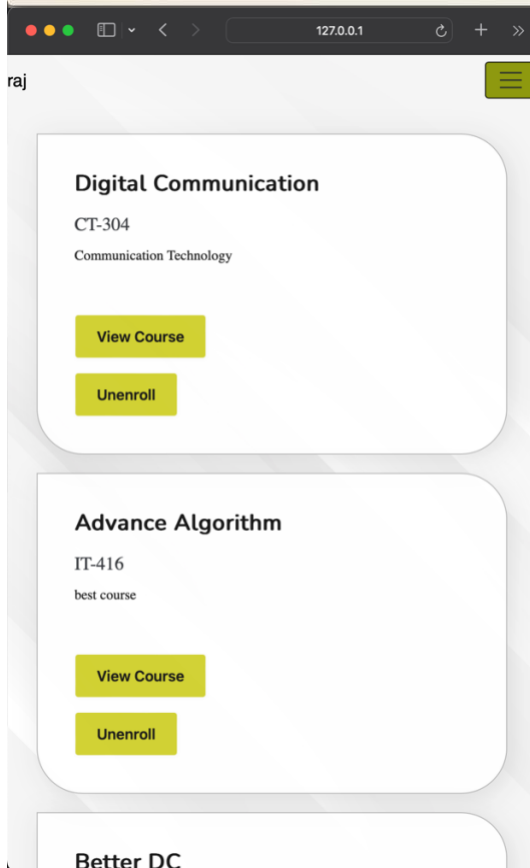 127.0.0.1
raj
Digital Communication
CT-304
Communication Technology
View Course
Unenroll
Advance Algorithm
IT-416
best course
View Course
Unenroll
Better DC